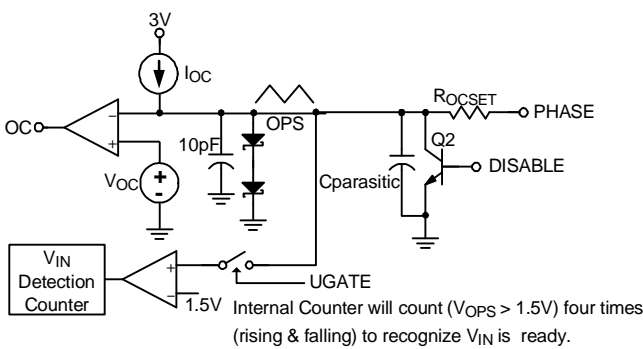 3V
IOC
ROCSET
PHASE
OC
−
+
OPS
10pF
Q2
DISABLE
Cparasitic
VOC
+
-
VIN
Detection
Counter
+
−
1.5V
UGATE
Internal Counter will count (VOPS > 1.5V) four times
(rising & falling) to recognize VIN is ready.